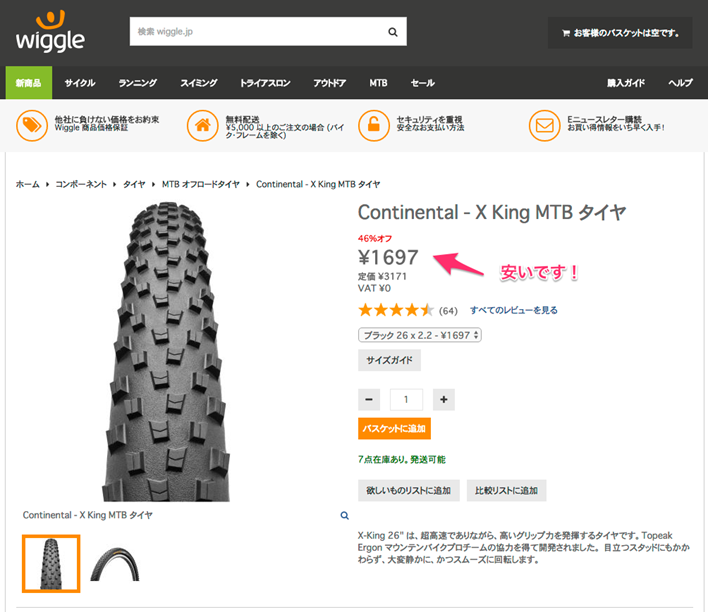 wiggle
検索 wiggle.jp
お客様のバスケットは空です。
新商品 サイクル ランニング スイミング トライアスロン アウトドア MTB セール 購入ガイド ヘルプ
他社に負けない価格をお約束
Wiggle 商品価格保証
無料配送
¥5,000 以上のご注文の場合 (バイク・フレームを除く)
セキュリティを重視
安全なお支払い方法
Eニュースレター購読
お買い得情報をいち早く入手!
ホーム ▸ コンポーネント ▸ タイヤ ▸ MTB オフロードタイヤ ▸ Continental - X King MTB タイヤ
Continental - X King MTB タイヤ
46%オフ
¥1697
安いです！
定価 ¥3171
VAT ¥0
(64) すべてのレビューを見る
ブラック 26 x 2.2 - ¥1697
サイズガイド
− 1 +
バスケットに追加
7点在庫あり。発送可能
欲しいものリストに追加 比較リストに追加
Continental - X King MTB タイヤ
X-King 26" は、超高速でありながら、高いグリップ力を発揮するタイヤです。Topeak
Ergon マウンテンバイクプロチームの協力を得て開発されました。 目立つスタッドにもかか
わらず、大変静かに、かつスムーズに回転します。